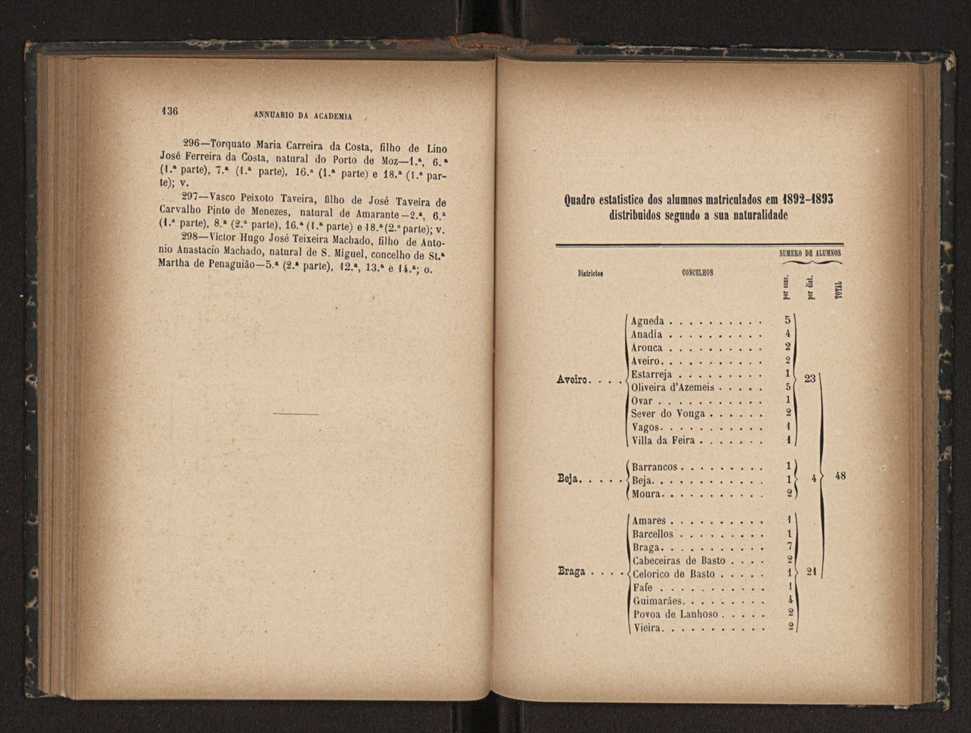 136
ANNUARIO DA ACADEMIA
296—Torquato Maria Carreira da Costa, filho de Lino
José Ferreira da Costa, natural do Porto de Moz—1.ª, 6.ª
(1.ª parte), 7.ª (1.ª parte), 16.ª (1.ª parte) e 18.ª (1.ª par-
te); v.
297—Vasco Peixoto Taveira, filho de José Taveira de
Carvalho Pinto de Menezes, natural de Amarante—2.ª, 6.ª
(1.ª parte), 8.ª (2.ª parte), 16.ª (1.ª parte) e 18.ª (2.ª parte); v.
298—Victor Hugo José Teixeira Machado, filho de Anto-
nio Anastacio Machado, natural de S. Miguel, concelho de St.ª
Martha de Penaguião—5.ª (2.ª parte), 12.ª, 13.ª e 14.ª; o.
Quadro estatistico dos alumnos matriculados em 1892-1893
distribuidos segundo a sua naturalidade
NUMERO DE ALUMNOS
Districtos CONCELHOS por conc. por dist. TOTAL
Agueda . . . . . . . . . . 5
Anadia . . . . . . . . . . 4
Arouca . . . . . . . . . . 2
Aveiro. . . . . . . . . . . 2
Estarreja . . . . . . . . . 1
Aveiro. . . . 23
Oliveira d'Azemeis . . . . . 5
Ovar . . . . . . . . . . . 1
Sever do Vouga . . . . . . 2
Vagos. . . . . . . . . . . 1
Villa da Feira . . . . . . . 1
Barrancos . . . . . . . . . 1
Beja. . . . . Beja. . . . . . . . . . . . 1 4 48
Moura. . . . . . . . . . . 2
Amares . . . . . . . . . . 1
Barcellos . . . . . . . . . 1
Braga. . . . . . . . . . . 7
Cabeceiras de Basto . . . . 2
Braga . . . . Celorico de Basto . . . . . 1 21
Fafe . . . . . . . . . . . 1
Guimarães. . . . . . . . . 4
Povoa de Lanhoso . . . . . 2
Vieira. . . . . . . . . . . 2